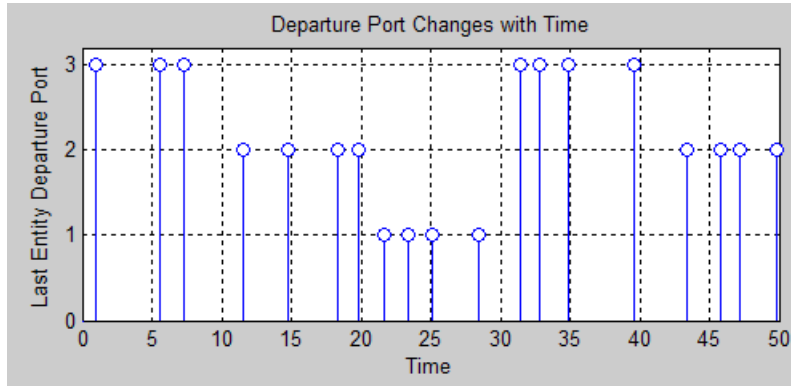 Departure Port Changes with Time
Last Entity Departure Port
3
2
1
0
0 5 10 15 20 25 30 35 40 45 50
Time